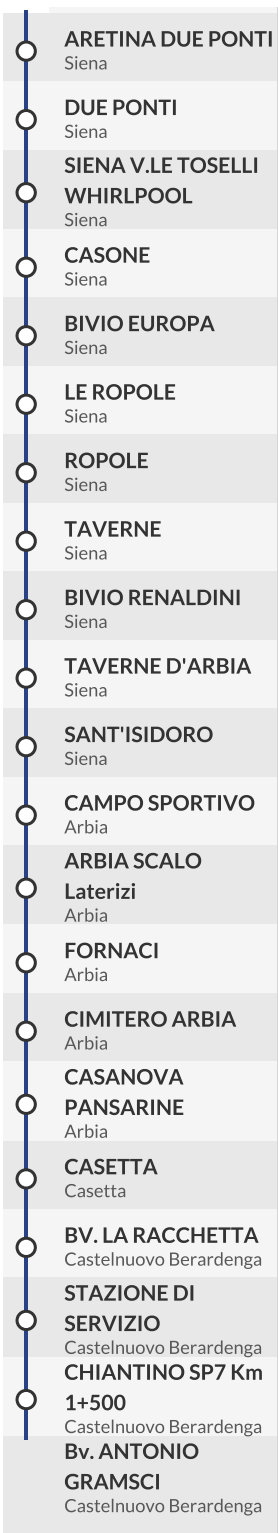 ARETINA DUE PONTI
Siena
DUE PONTI
Siena
SIENA V.LE TOSELLI
WHIRLPOOL
Siena
CASONE
Siena
BIVIO EUROPA
Siena
LE ROPOLE
Siena
ROPOLE
Siena
TAVERNE
Siena
BIVIO RENALDINI
Siena
TAVERNE D'ARBIA
Siena
SANT'ISIDORO
Siena
CAMPO SPORTIVO
Arbia
ARBIA SCALO
Laterizi
Arbia
FORNACI
Arbia
CIMITERO ARBIA
Arbia
CASANOVA
PANSARINE
Arbia
CASETTA
Casetta
BV. LA RACCHETTA
Castelnuovo Berardenga
STAZIONE DI
SERVIZIO
Castelnuovo Berardenga
CHIANTINO SP7 Km
1+500
Castelnuovo Berardenga
Bv. ANTONIO
GRAMSCI
Castelnuovo Berardenga